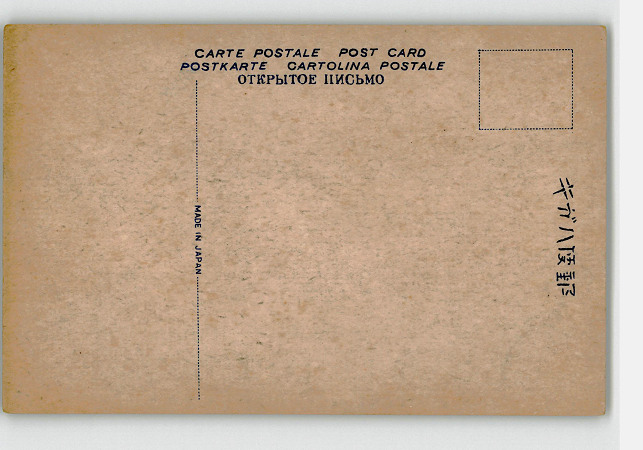 CARTE POSTALE POST CARD
POSTKARTE CARTOLINA POSTALE
ОТКРЫТОЕ ПИСЬМО
MADE IN JAPAN
キガハ便郵